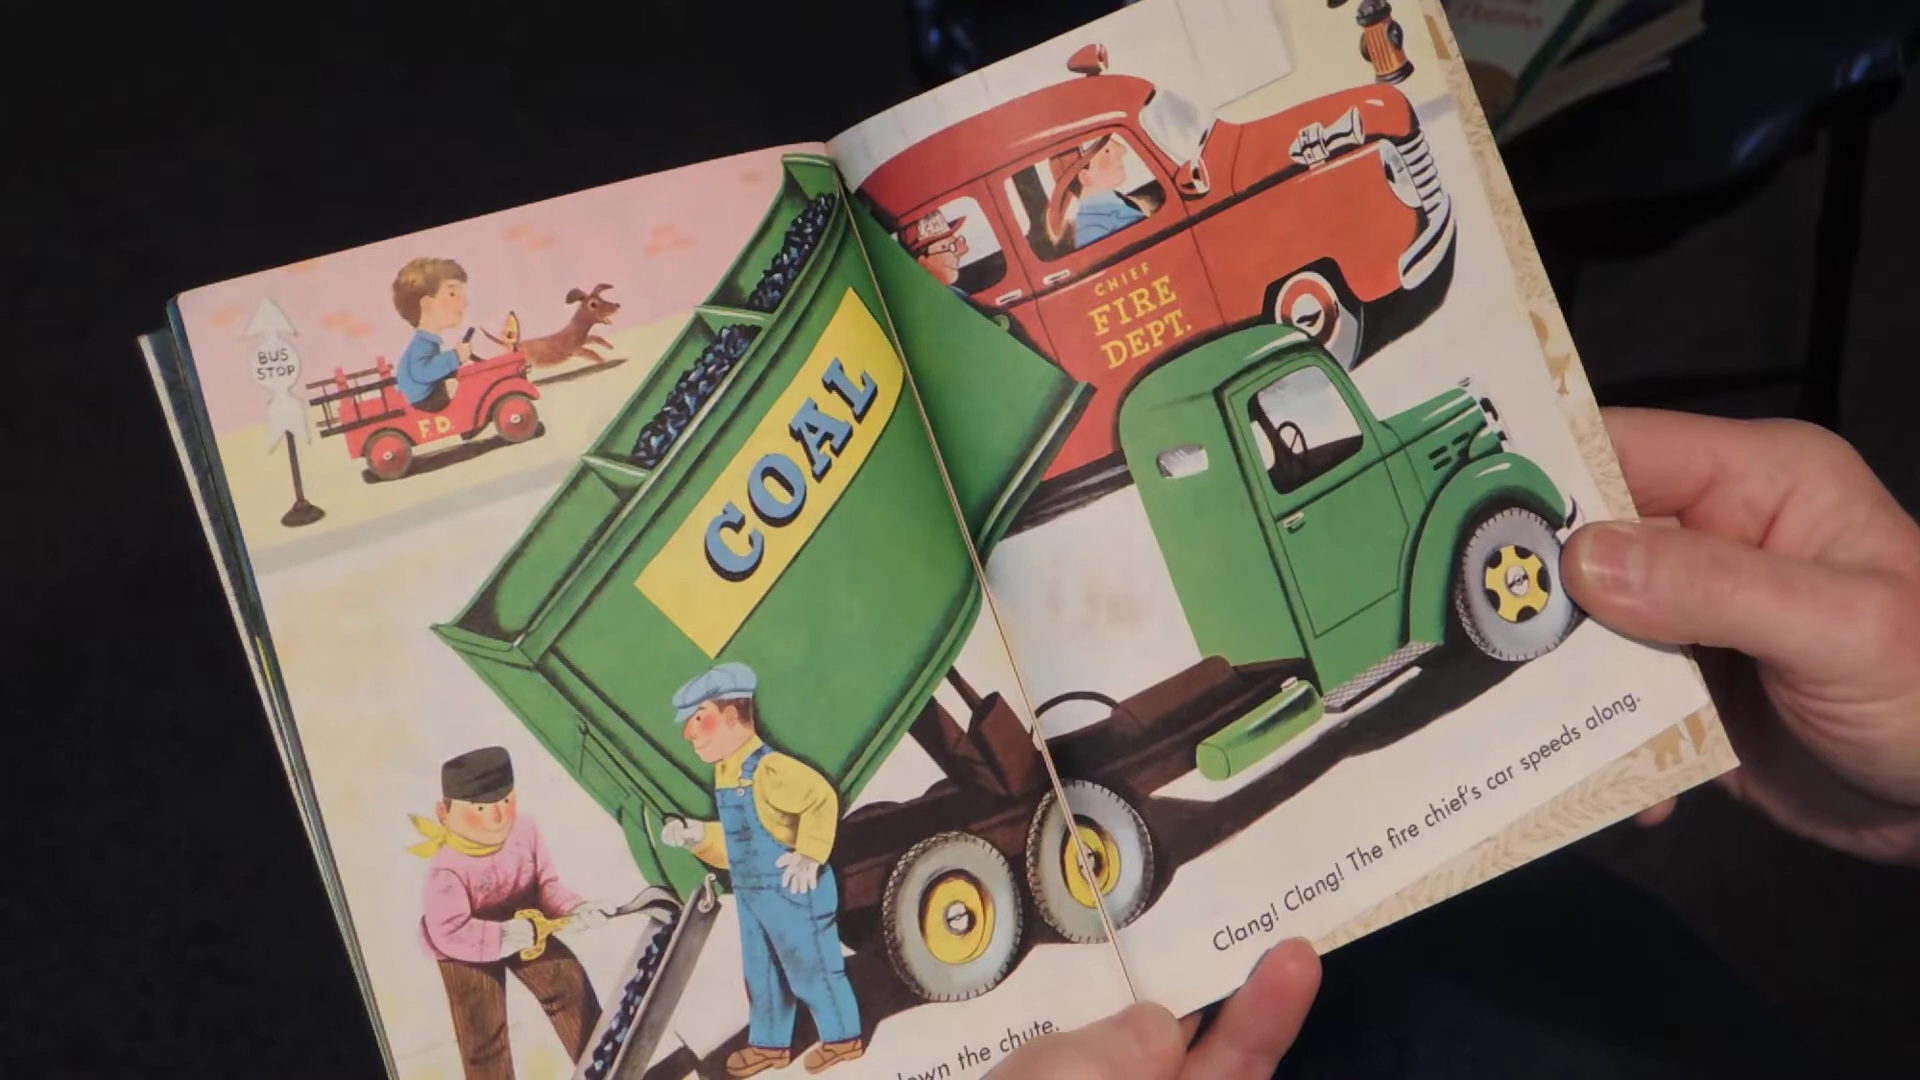 BUS
STOP
F.D.
COAL
down the chute.
CHIEF
FIRE
DEPT.
Clang! Clang! The fire chief's car speeds along.